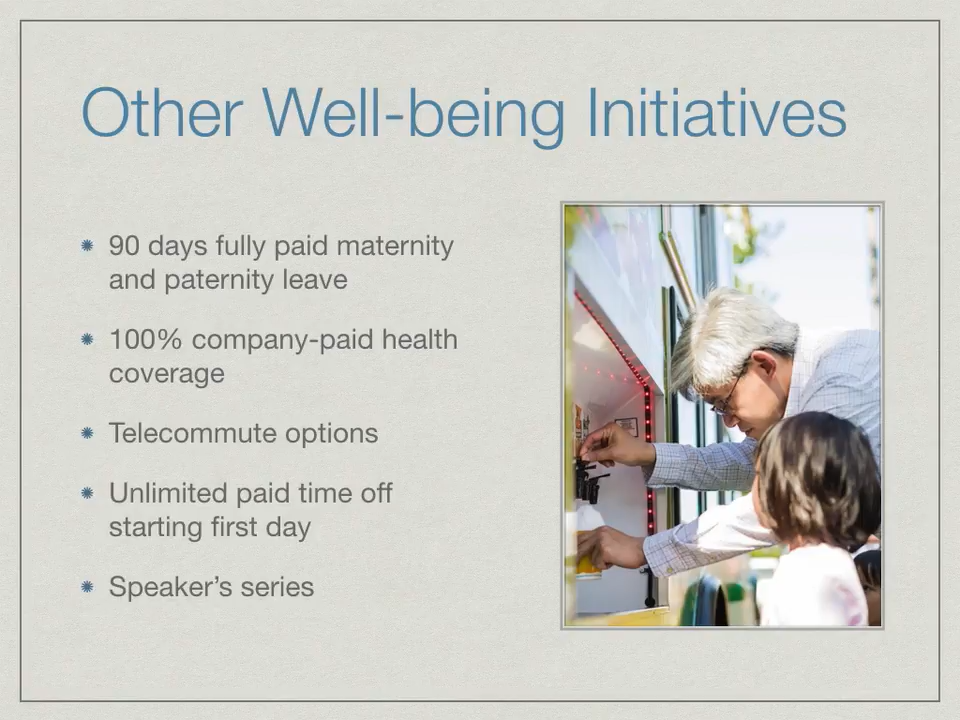 Other Well-being Initiatives
90 days fully paid maternity
and paternity leave
100% company-paid health
coverage
Telecommute options
Unlimited paid time off
starting first day
Speaker’s series